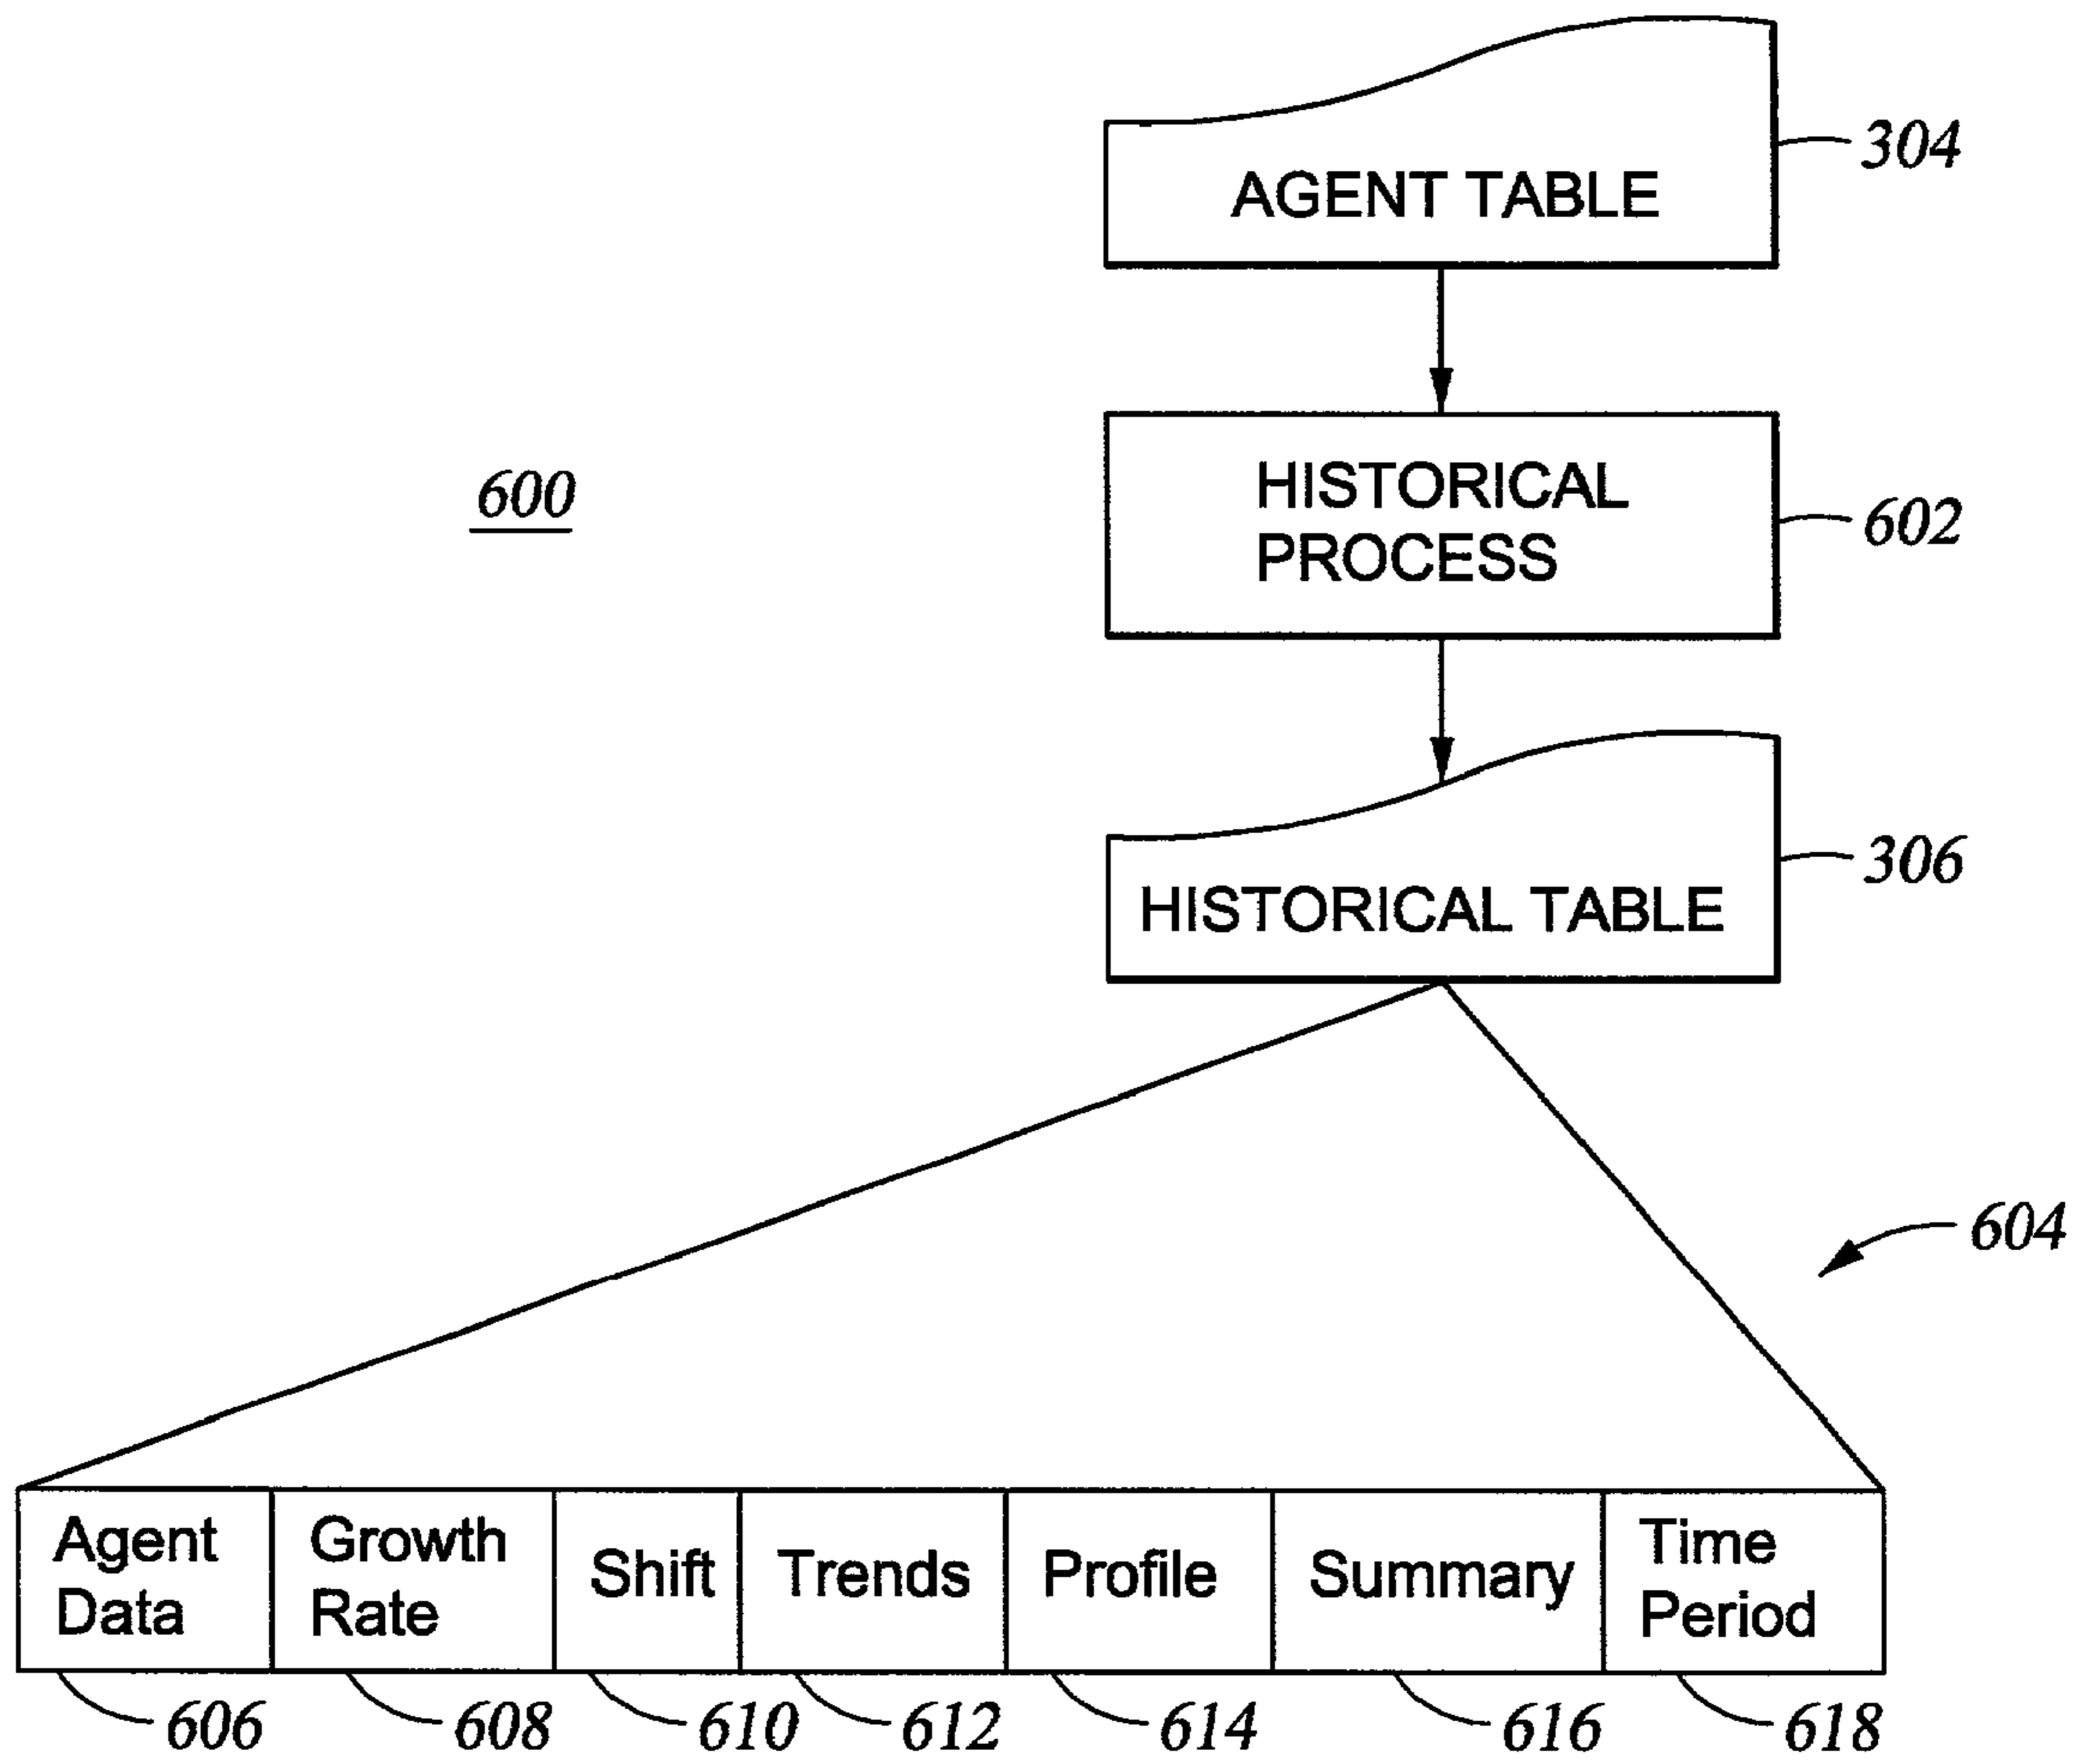 304
AGENT TABLE
600
HISTORICAL
PROCESS
602
306
HISTORICAL TABLE
604
Agent
Data
Growth
Rate
Shift
Trends
Profile
Summary
Time
Period
606
608
610
612
614
616
618